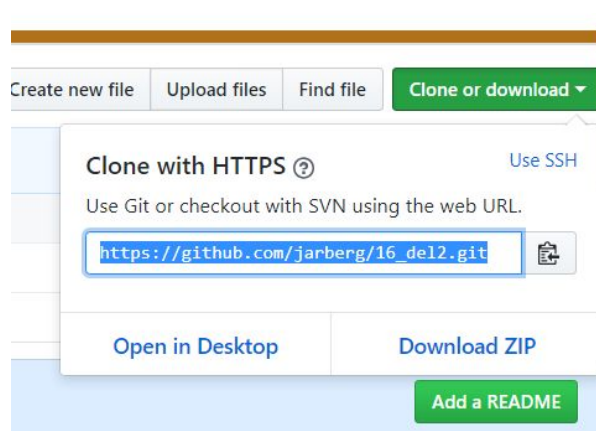 Create new file Upload files Find file Clone or download
Clone with HTTPS ?
Use SSH
Use Git or checkout with SVN using the web URL.
https://github.com/jarberg/16_del2.git
Open in Desktop Download ZIP
Add a README